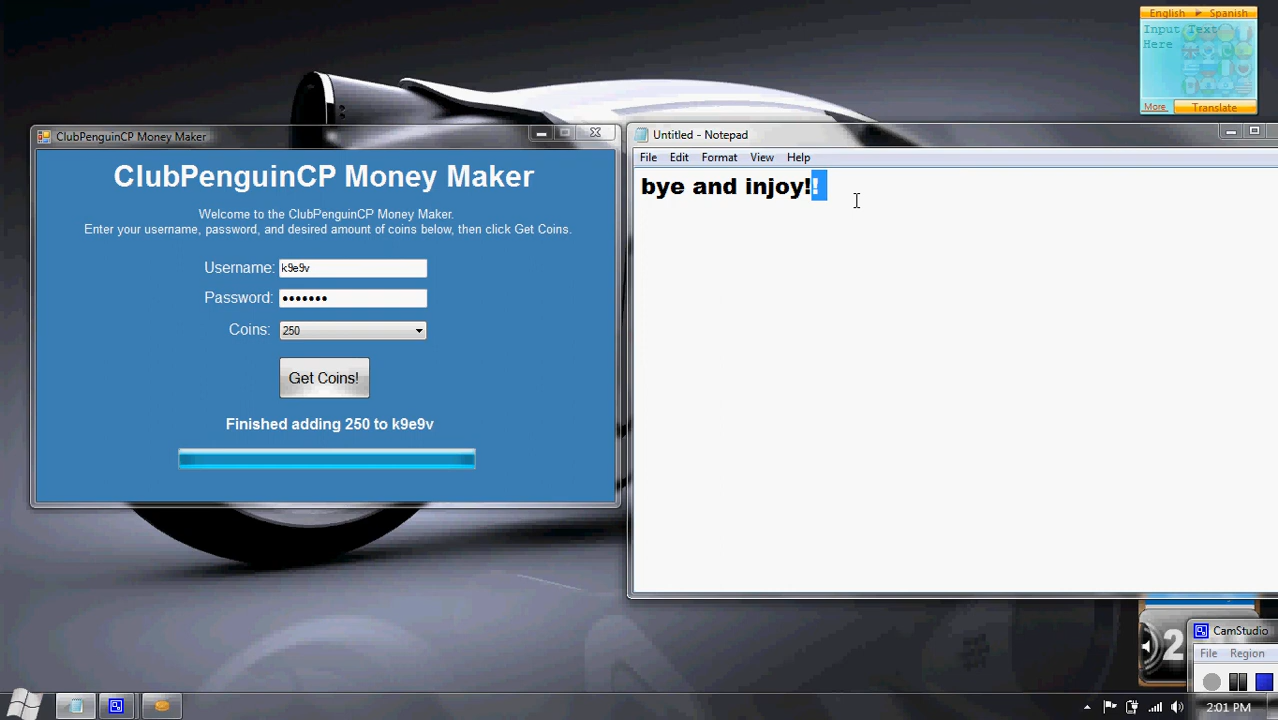 English ► Spanish
Input Text
Here
More
Translate
ClubPenguinCP Money Maker
ClubPenguinCP Money Maker
Welcome to the ClubPenguinCP Money Maker.
Enter your username, password, and desired amount of coins below, then click Get Coins.
Username: k9e9v
Password: •••••••
Coins: 250
Get Coins!
Finished adding 250 to k9e9v
Untitled - Notepad
File Edit Format View Help
bye and injoy!!
2
CamStudio
File Region
2:01 PM